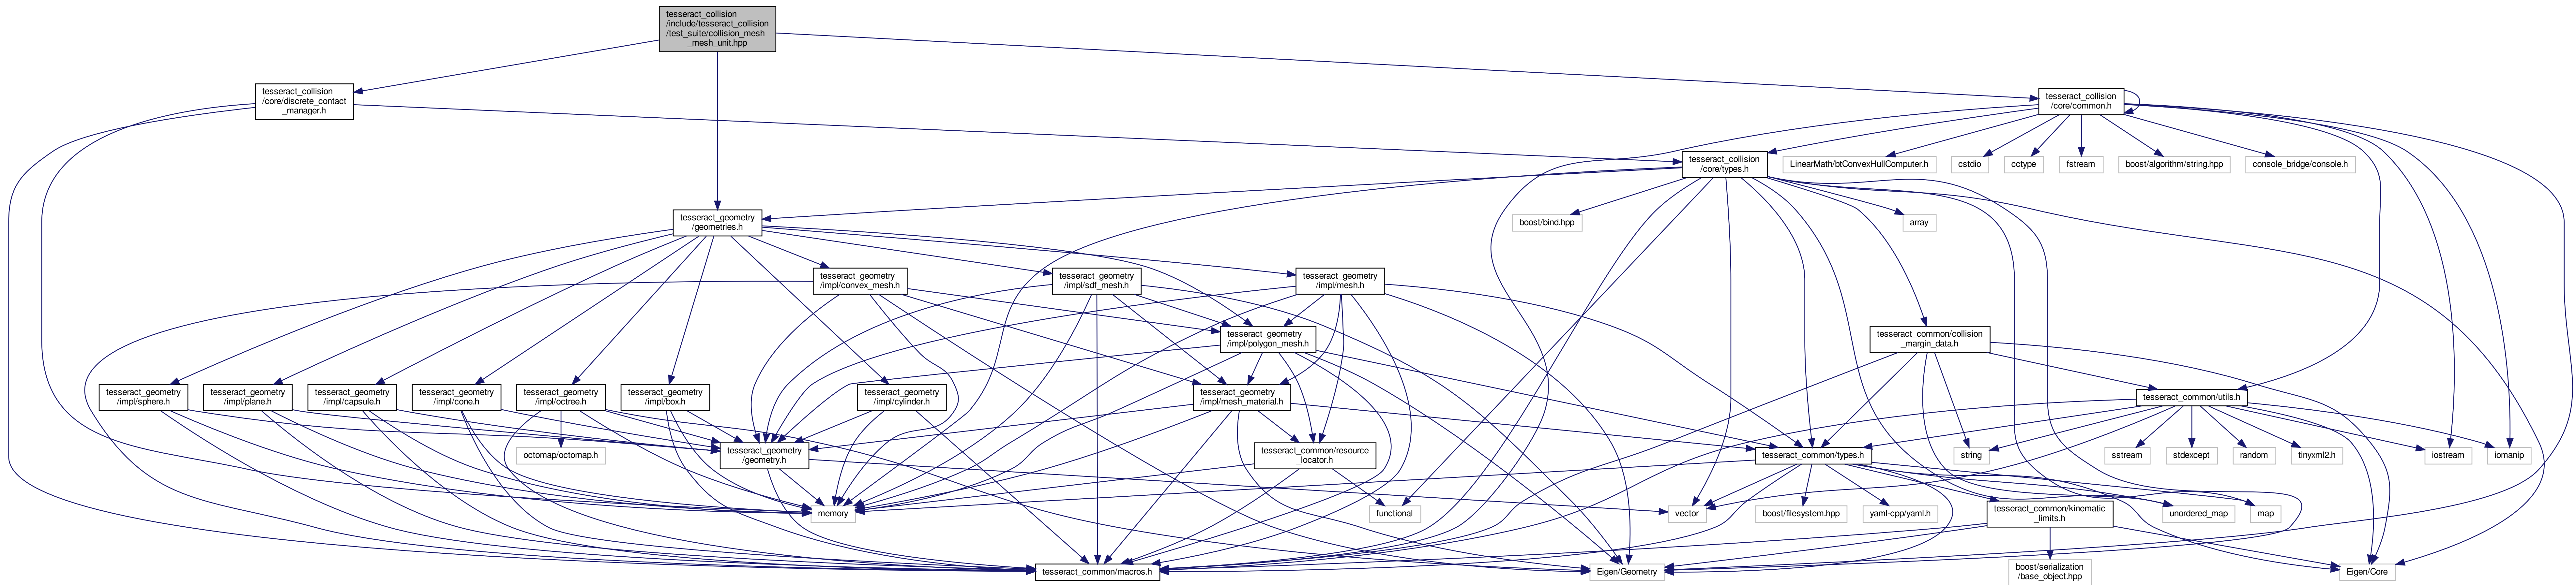 tesseract_collision
/include/tesseract_collision
/test_suite/collision_mesh
_mesh_unit.hpp
tesseract_collision
/core/discrete_contact
_manager.h
tesseract_collision
/core/common.h
tesseract_collision
/core/types.h
LinearMath/btConvexHullComputer.h
cstdio
cctype
fstream
boost/algorithm/string.hpp
console_bridge/console.h
tesseract_geometry
/geometries.h
boost/bind.hpp
array
tesseract_geometry
/impl/convex_mesh.h
tesseract_geometry
/impl/sdf_mesh.h
tesseract_geometry
/impl/mesh.h
tesseract_geometry
/impl/polygon_mesh.h
tesseract_common/collision
_margin_data.h
tesseract_geometry
/impl/sphere.h
tesseract_geometry
/impl/plane.h
tesseract_geometry
/impl/capsule.h
tesseract_geometry
/impl/cone.h
tesseract_geometry
/impl/octree.h
tesseract_geometry
/impl/box.h
tesseract_geometry
/impl/cylinder.h
tesseract_geometry
/impl/mesh_material.h
tesseract_common/utils.h
octomap/octomap.h
tesseract_geometry
/geometry.h
tesseract_common/resource
_locator.h
tesseract_common/types.h
string
sstream
stdexcept
random
tinyxml2.h
iostream
iomanip
memory
functional
vector
boost/filesystem.hpp
yaml-cpp/yaml.h
tesseract_common/kinematic
_limits.h
unordered_map
map
tesseract_common/macros.h
Eigen/Geometry
boost/serialization
/base_object.hpp
Eigen/Core